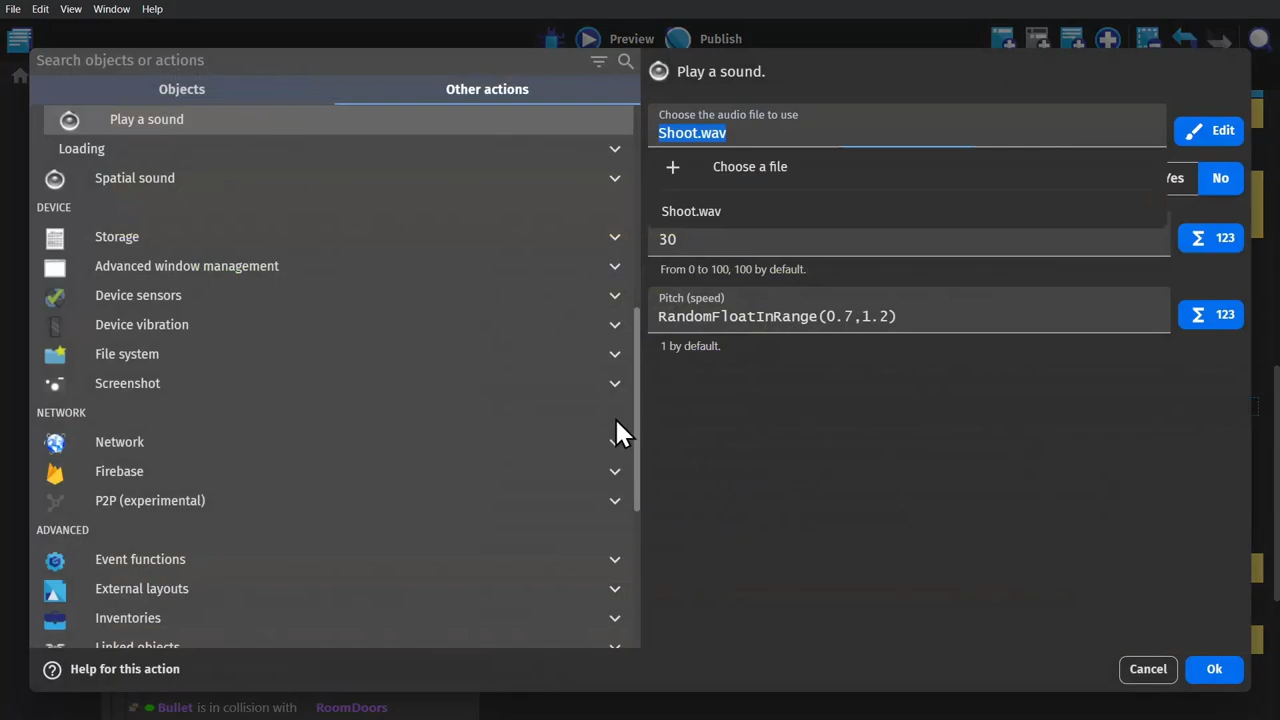 File Edit View Window Help
Preview Publish
Search objects or actions
Objects Other actions
Play a sound
Loading
Spatial sound
DEVICE
Storage
Advanced window management
Device sensors
Device vibration
File system
Screenshot
NETWORK
Network
Firebase
P2P (experimental)
ADVANCED
Event functions
External layouts
Inventories
Linked objects
Help for this action
Play a sound.
Choose the audio file to use
Shoot.wav
Edit
Choose a file
Yes No
Shoot.wav
30
Σ 123
From 0 to 100, 100 by default.
Pitch (speed)
RandomFloatInRange(0.7,1.2)
Σ 123
1 by default.
Cancel Ok
Bullet is in collision with RoomDoors